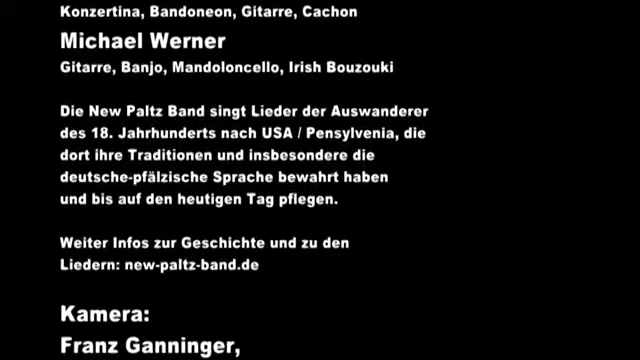 Konzertina, Bandoneon, Gitarre, Cachon
Michael Werner
Gitarre, Banjo, Mandoloncello, Irish Bouzouki
Die New Paltz Band singt Lieder der Auswanderer
des 18. Jahrhunderts nach USA / Pensylvenia, die
dort ihre Traditionen und insbesondere die
deutsche-pfälzische Sprache bewahrt haben
und bis auf den heutigen Tag pflegen.
Weiter Infos zur Geschichte und zu den
Liedern: new-paltz-band.de
Kamera:
Franz Ganninger,